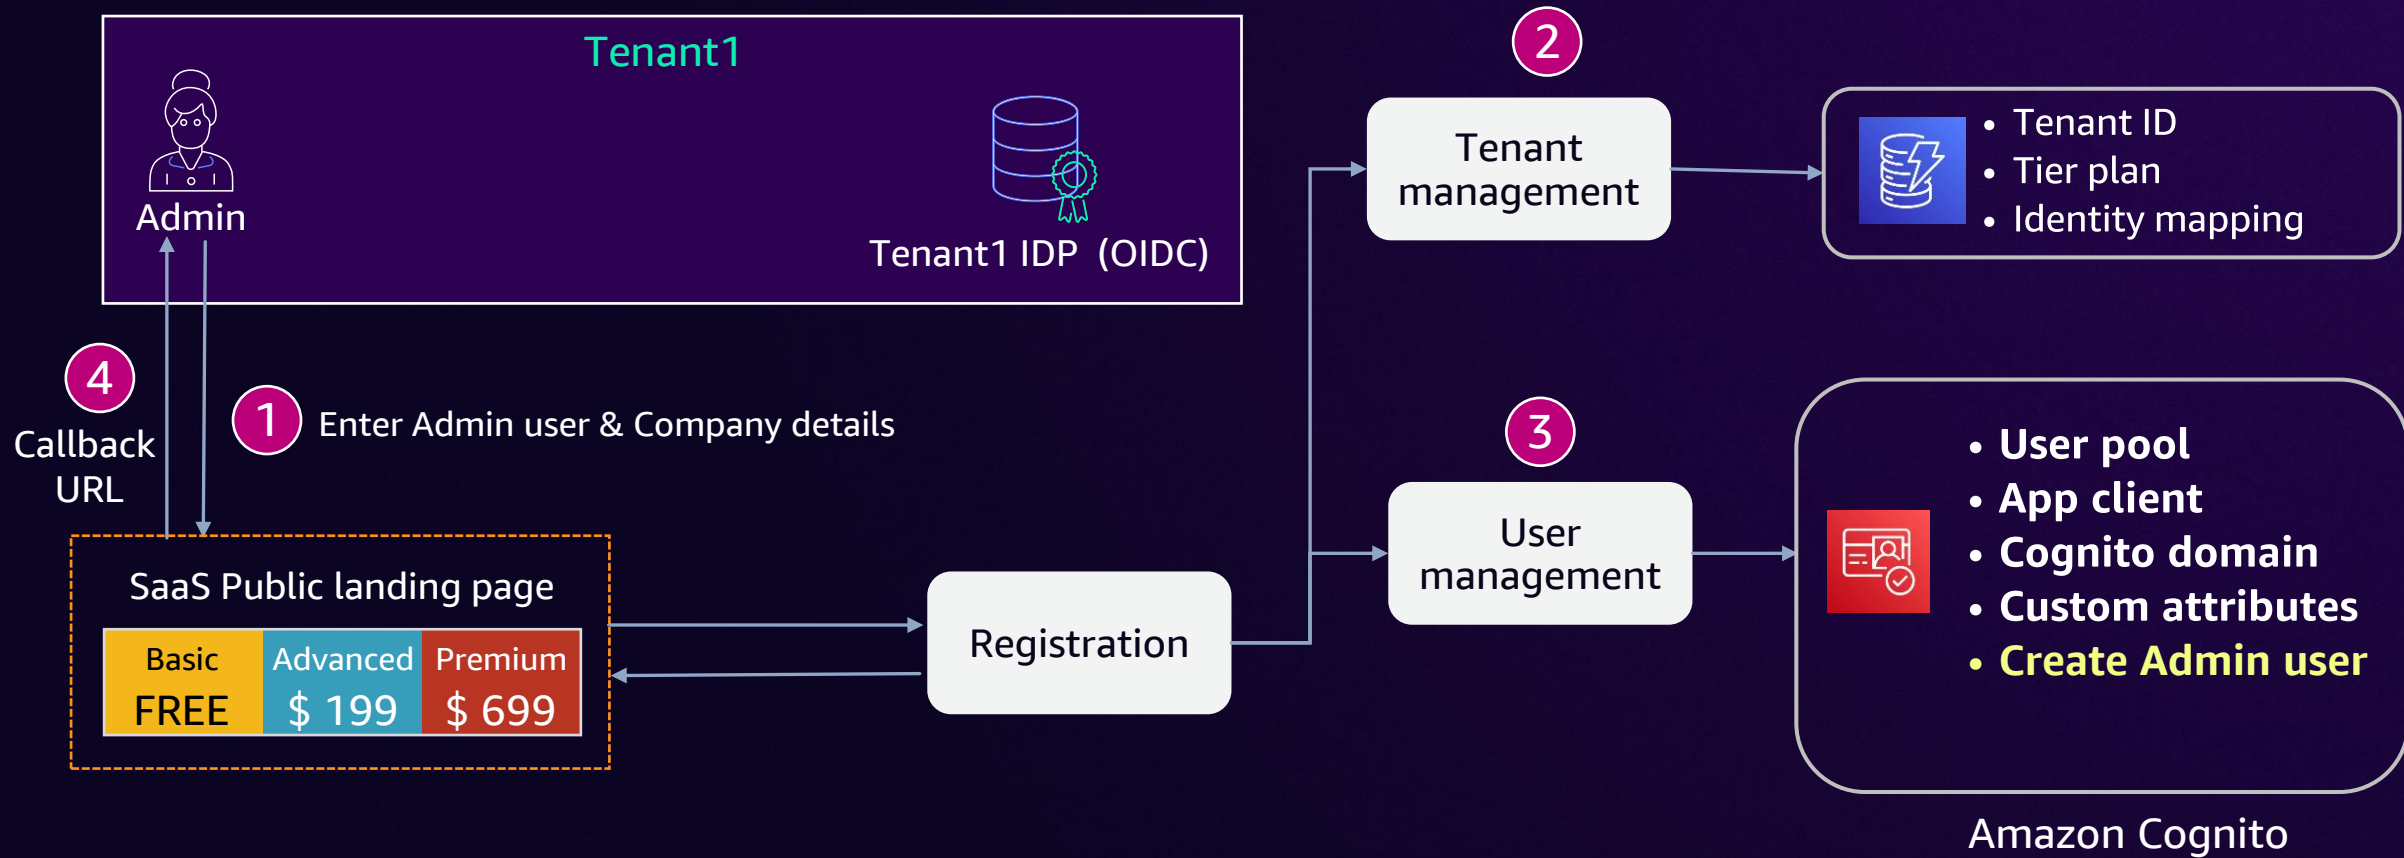 Tenant1
Admin
Tenant1 IDP (OIDC)
4
Callback
URL
1
Enter Admin user & Company details
SaaS Public landing page
Basic
FREE
Advanced
$ 199
Premium
$ 699
Registration
2
Tenant
management
• Tenant ID
• Tier plan
• Identity mapping
3
User
management
• User pool
• App client
• Cognito domain
• Custom attributes
• Create Admin user
Amazon Cognito